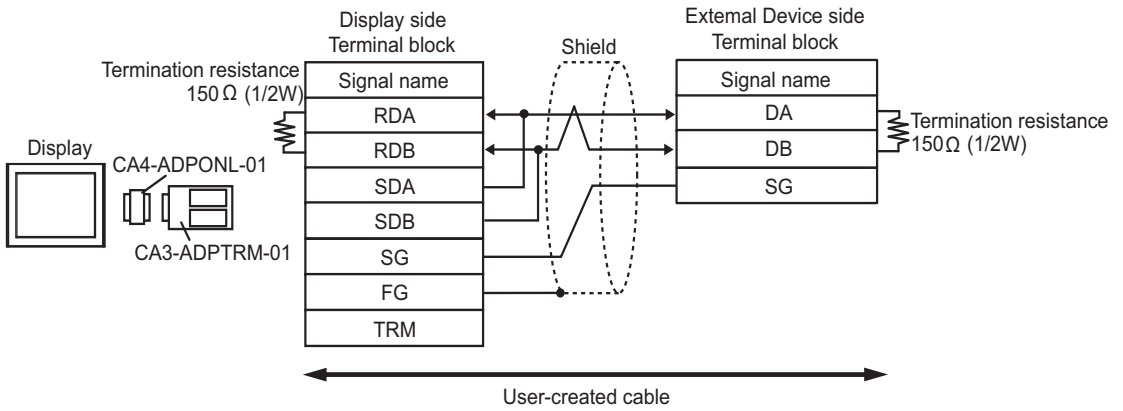 Display side
Terminal block
External Device side
Terminal block
Shield
Termination resistance
150 Ω (1/2W)
Signal name
RDA
RDB
SDA
SDB
SG
FG
TRM
Signal name
DA
DB
SG
Termination resistance
150Ω (1/2W)
Display
CA4-ADPONL-01
CA3-ADPTRM-01
User-created cable